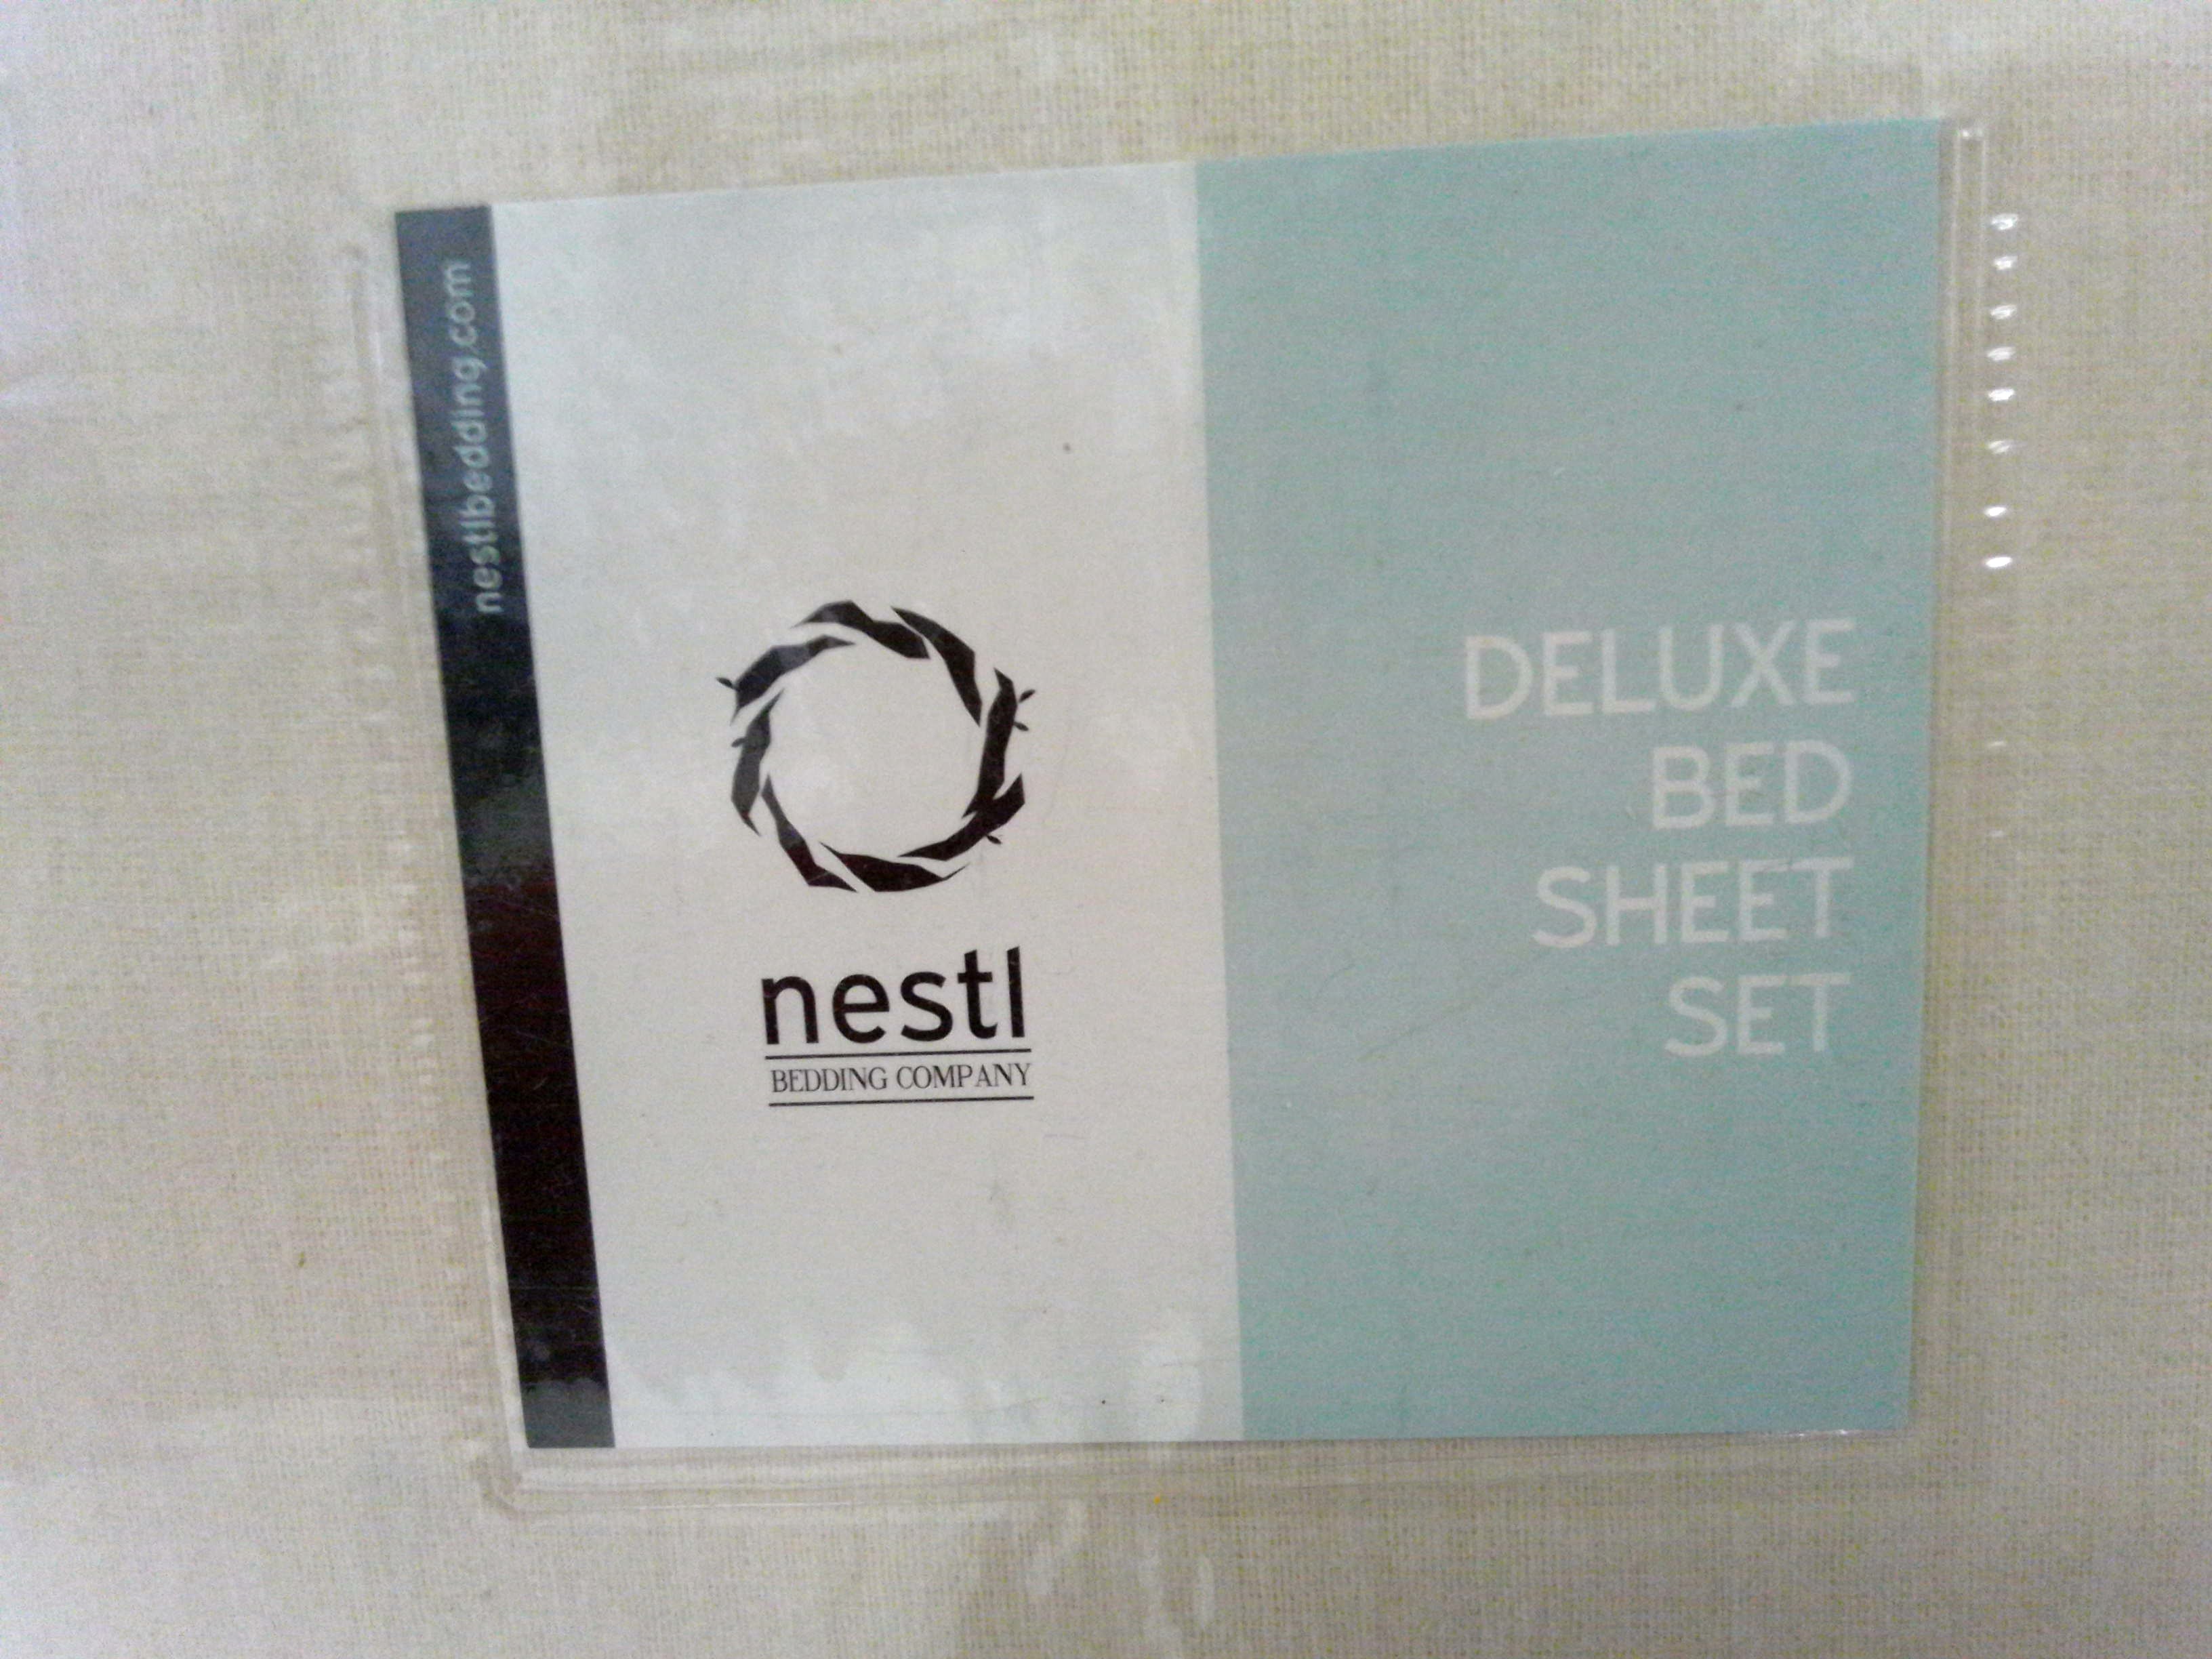 nestlbedding.com
nestl
BEDDING COMPANY
DELUXE
BED
SHEET
SET